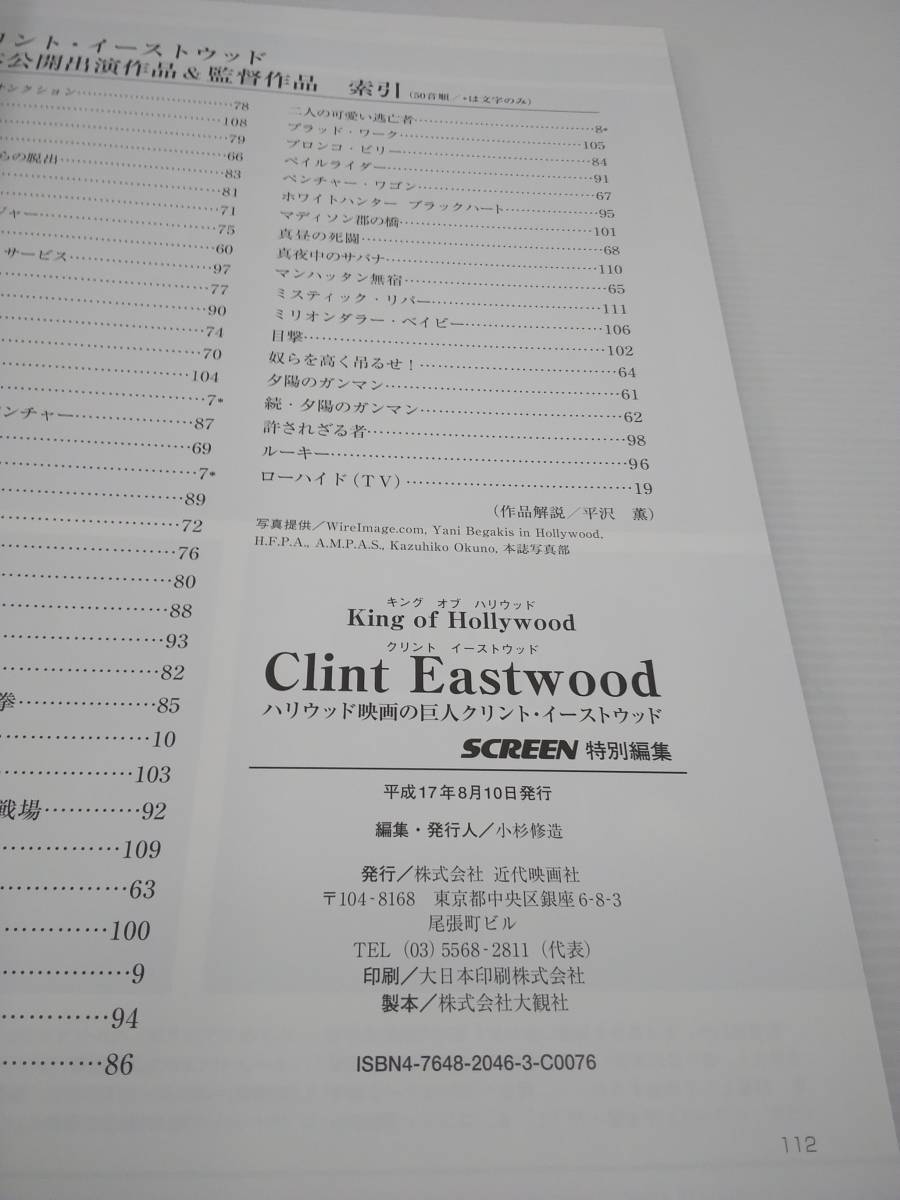 リント・イーストウッド
公開出演作品&監督作品 索引(50音順/*は文字のみ)
サンクション…78
108
79
66
らの脱出…83
81
71
ジャー…75
60
サービス…97
77
90
74
70
104
7*
ンチャー…87
69
7*
89
72
76
80
88
93
82
拳…85
10
103
戦場…92
109
63
100
9
94
86
二人の可愛い逃亡者…8*
ブラッド・ワーク…105
ブロンコ・ビリー…84
ペイルライダー…91
ペンチャー・ワゴン…67
ホワイトハンター ブラックハート…95
マディソン郡の橋…101
真昼の死闘…68
真夜中のサバナ…110
マンハッタン無宿…65
ミスティック・リバー…111
ミリオンダラー・ベイビー…106
目撃…102
奴らを高く吊るせ!…64
夕陽のガンマン…61
続・夕陽のガンマン…62
許されざる者…98
ルーキー…96
ローハイド(TV)…19
(作品解説/平沢 薫)
写真提供/WireImage.com, Yani Begakis in Hollywood,
H.F.P.A., A.M.P.A.S., Kazuhiko Okuno, 本誌写真部
キング オブ ハリウッド
King of Hollywood
クリント イーストウッド
Clint Eastwood
ハリウッド映画の巨人クリント・イーストウッド
SCREEN 特別編集
平成17年8月10日発行
編集・発行人/小杉修造
発行/株式会社 近代映画社
〒104-8168 東京都中央区銀座6-8-3
尾張町ビル
TEL (03) 5568-2811 (代表)
印刷/大日本印刷株式会社
製本/株式会社大観社
ISBN4-7648-2046-3-C0076
112